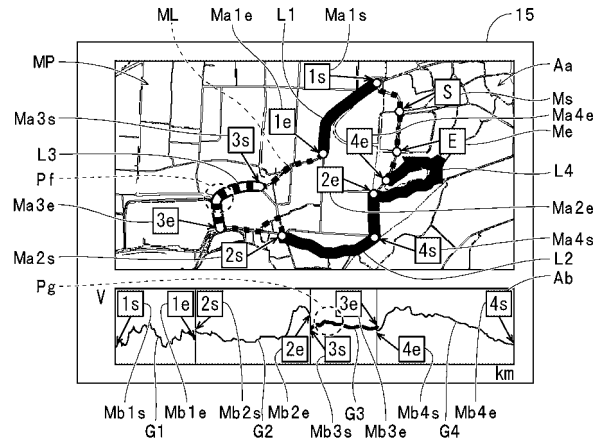 ML Ma1e L1 Ma1s 15
MP Aa
1s S Ms
Ma3s 1e Ma4e
3s 4e E Me
L3
Pf 2e L4
Ma3e 3e Ma2e
Ma2s 2s 4s Ma4s
L2
Pg Ab
V 1s 1e 2s 3e 4s
2e 3s 4e
km
Mb1s Mb1e Mb2s Mb2e Mb3s G3 Mb3e Mb4s G4 Mb4e
G1 G2